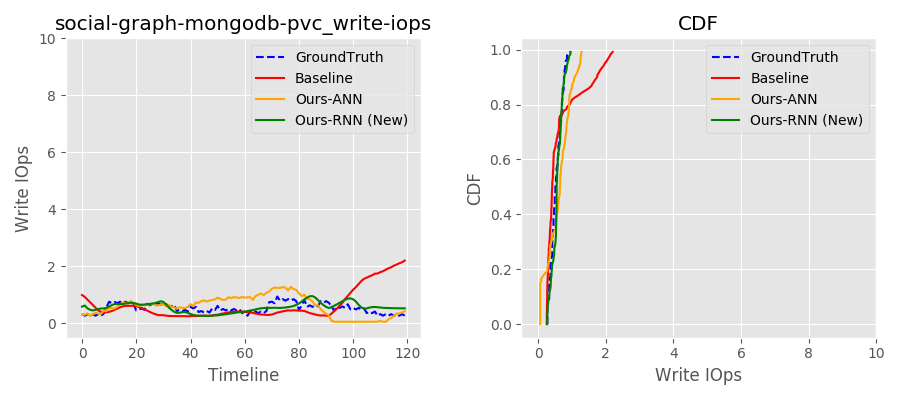 social-graph-mongodb-pvc_write-iops
10
8
6
4
2
0
Write IOps
0 20 40 60 80 100 120
Timeline
GroundTruth
Baseline
Ours-ANN
Ours-RNN (New)
CDF
1.0
0.8
0.6
0.4
0.2
0.0
CDF
0 2 4 6 8 10
Write IOps
GroundTruth
Baseline
Ours-ANN
Ours-RNN (New)